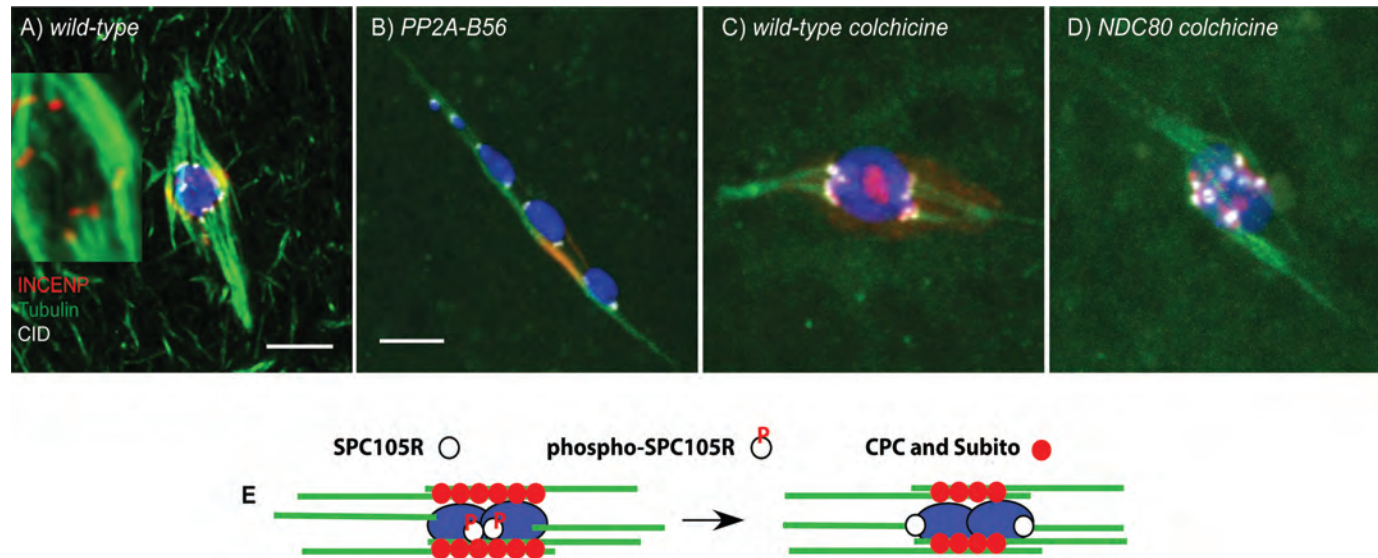 A) wild-type
B) PP2A-B56
C) wild-type colchicine
D) NDC80 colchicine
INCENP
Tubulin
CID
SPC105R
P
phospho-SPC105R
CPC and Subito
E
P P